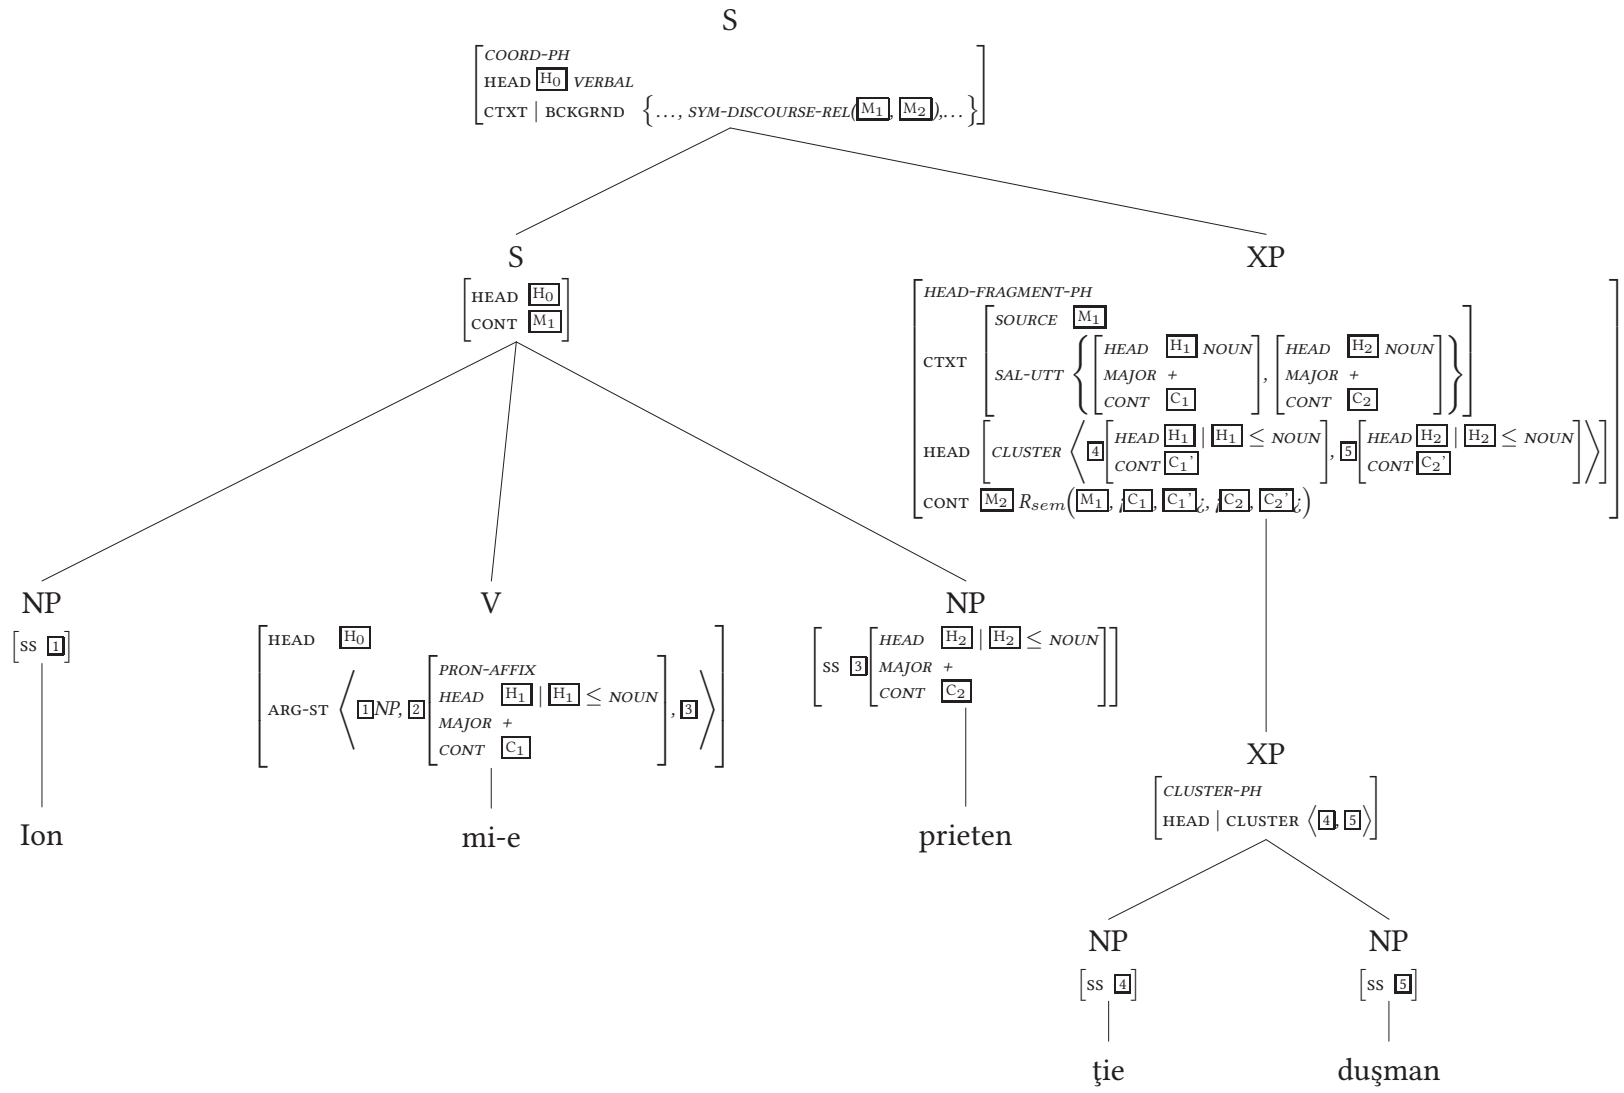 S
COORD-PH
HEAD H0 VERBAL
CTXT | BCKGRND {…, SYM-DISCOURSE-REL(M1, M2),…}
S
HEAD H0
CONT M1
XP
HEAD-FRAGMENT-PH
CTXT
SOURCE M1
SAL-UTT
HEAD H1 NOUN
MAJOR +
CONT C1
,
HEAD H2 NOUN
MAJOR +
CONT C2
HEAD CLUSTER ⟨ 4
HEAD H1 | H1 ≤ NOUN
CONT C1'
, 5
HEAD H2 | H2 ≤ NOUN
CONT C2'
⟩
CONT M2 Rsem(M1, ¡C1, C1'¿, ¡C2, C2'¿)
NP
[ss 1]
Ion
V
HEAD H0
ARG-ST ⟨ 1NP, 2
PRON-AFFIX
HEAD H1 | H1 ≤ NOUN
MAJOR +
CONT C1
, 3 ⟩
mi-e
NP
ss 3
HEAD H2 | H2 ≤ NOUN
MAJOR +
CONT C2
prieten
XP
CLUSTER-PH
HEAD | CLUSTER ⟨4, 5⟩
NP
[ss 4]
ţie
NP
[ss 5]
duşman